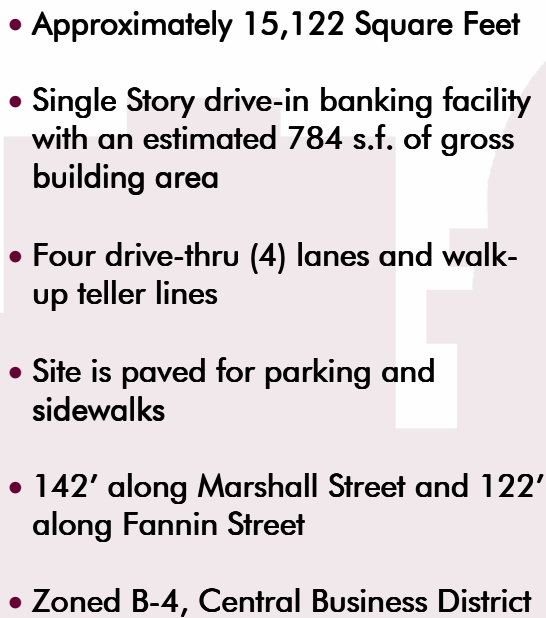 • Approximately 15,122 Square Feet
• Single Story drive-in banking facility
with an estimated 784 s.f. of gross
building area
• Four drive-thru (4) lanes and walk-
up teller lines
• Site is paved for parking and
sidewalks
• 142’ along Marshall Street and 122’
along Fannin Street
• Zoned B-4, Central Business District